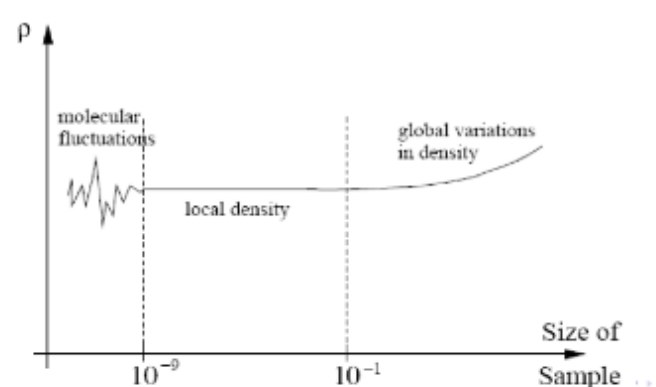 ρ
molecular
fluctuations
global variations
in density
local density
Size of
10⁻⁹
10⁻¹
Sample